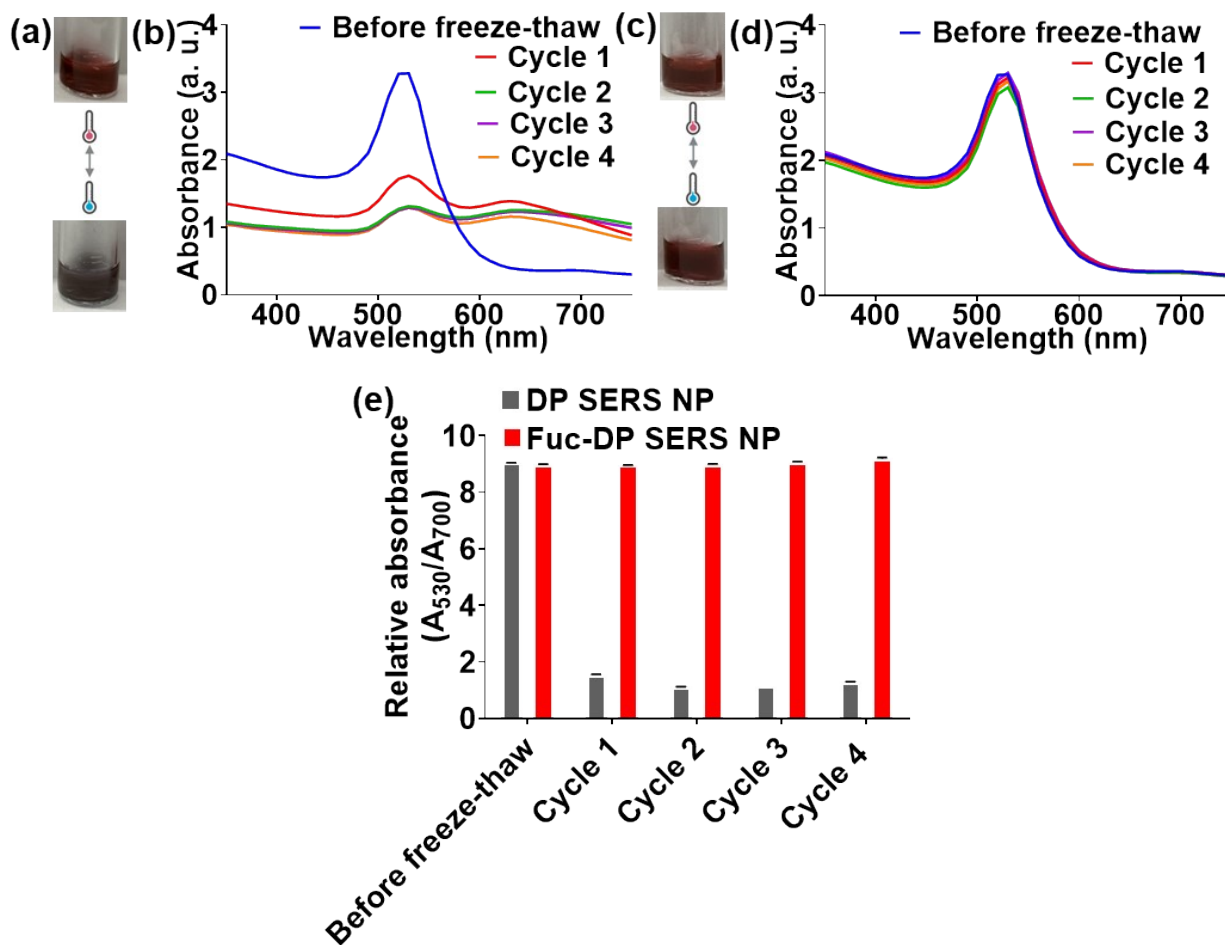 (a)
(b)
Before freeze-thaw
Cycle 1
Cycle 2
Cycle 3
Cycle 4
Absorbance (a. u.)
4
3
2
1
0
400
500
600
700
Wavelength (nm)
(c)
(d)
Before freeze-thaw
Cycle 1
Cycle 2
Cycle 3
Cycle 4
Absorbance (a. u.)
4
3
2
1
0
400
500
600
700
Wavelength (nm)
(e)
DP SERS NP
Fuc-DP SERS NP
Relative absorbance
(A530/A700)
10
8
6
4
2
0
Before freeze-thaw
Cycle 1
Cycle 2
Cycle 3
Cycle 4